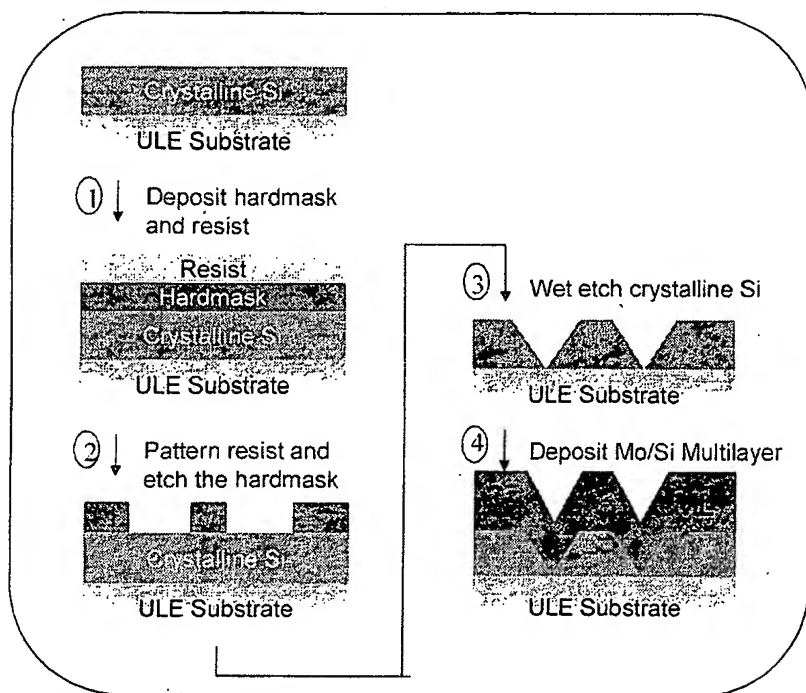 Crystalline Si
ULE Substrate
1 Deposit hardmask
and resist
Resist
Hardmask
Crystalline Si
ULE Substrate
2 Pattern resist and
etch the hardmask
Crystalline Si
ULE Substrate
3 Wet etch crystalline Si
ULE Substrate
4 Deposit Mo/Si Multilayer
ULE Substrate